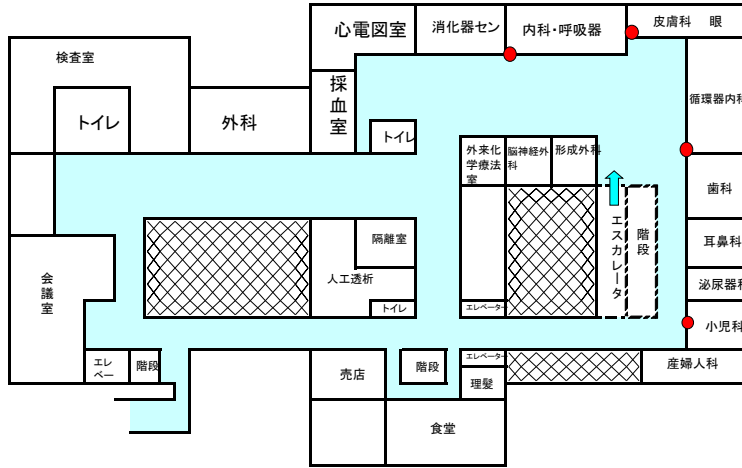 心電図室
消化器セン
内科・呼吸器
皮膚科 眼
検査室
トイレ
外科
採血室
トイレ
循環器内科
外来化
学療法
室
脳神経外
科
形成外科
歯科
隔離室
人工透析
トイレ
エスカレータ
階段
耳鼻科
泌尿器科
小児科
会議室
エレベーター
エレ
ベー
階段
売店
階段
エレベーター
理髪
産婦人科
食堂